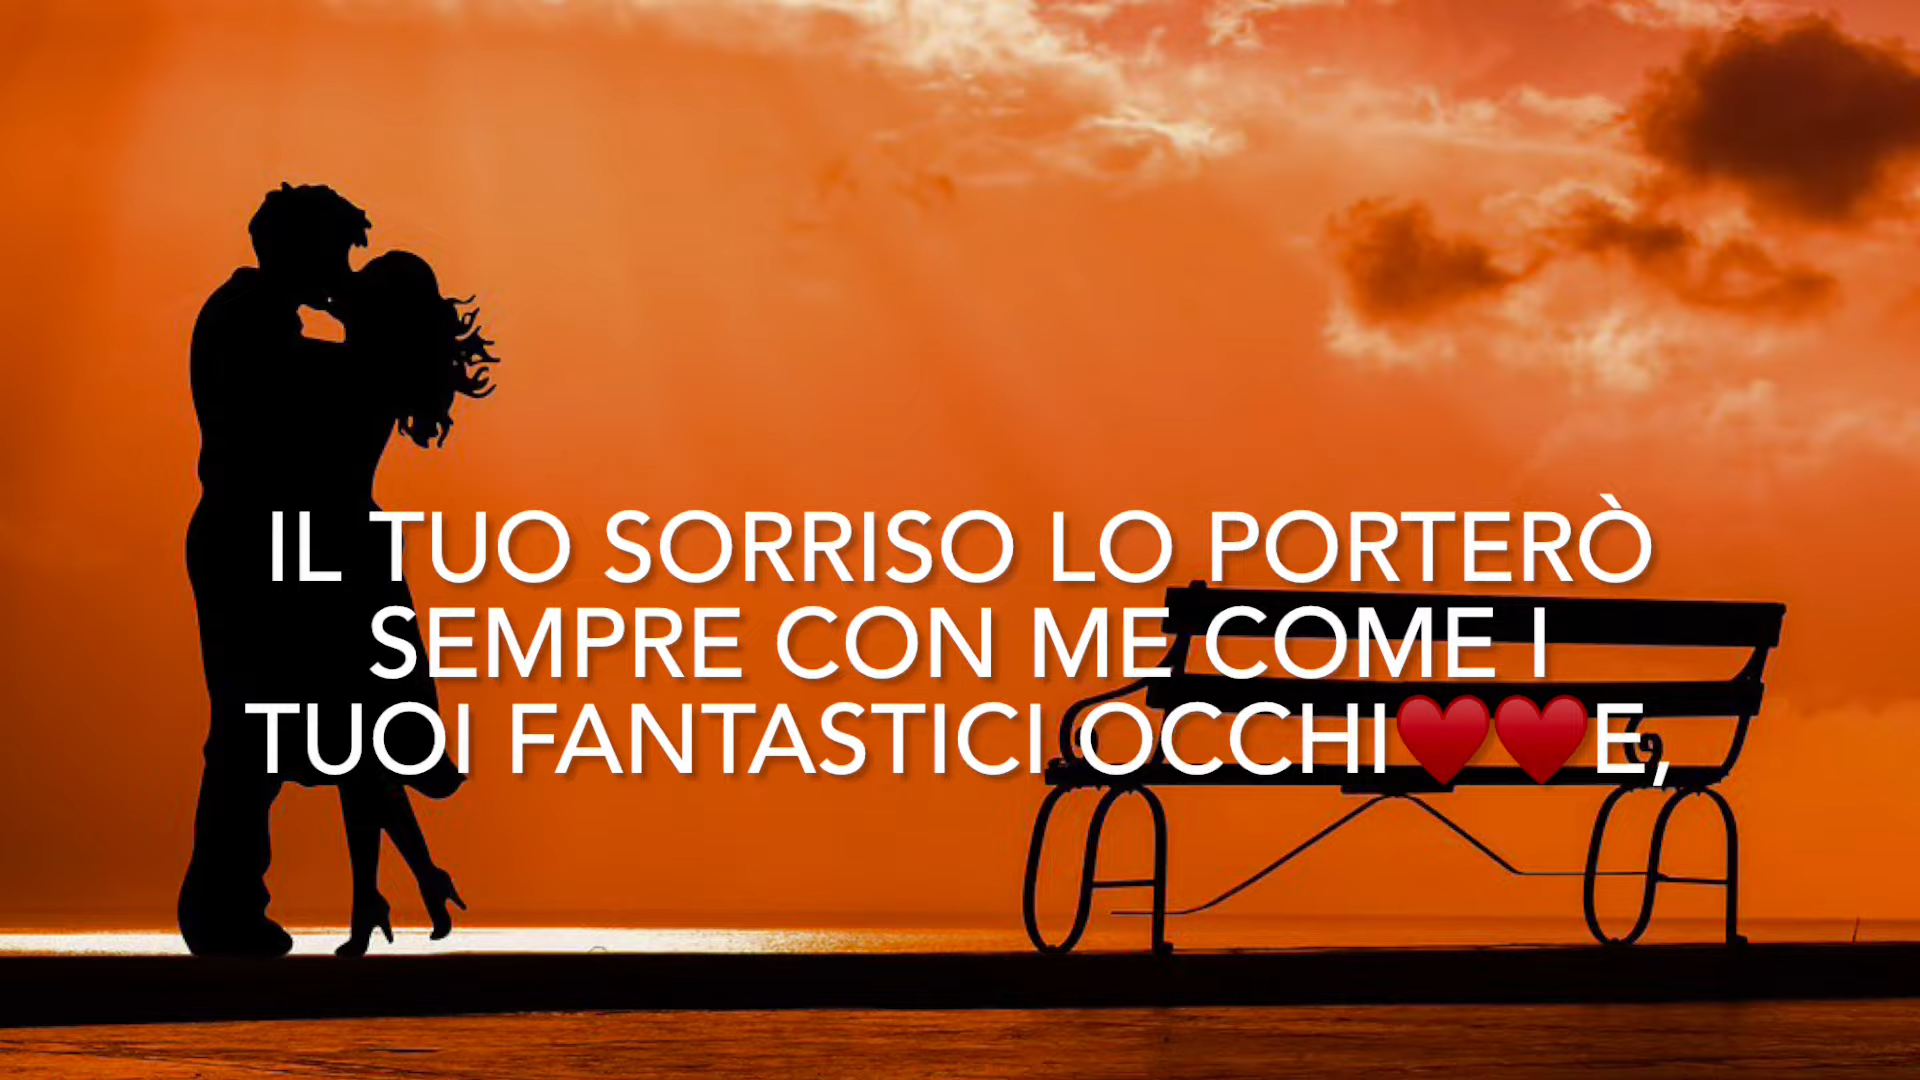 IL TUO SORRISO LO PORTERÒ
SEMPRE CON ME COME I
TUOI FANTASTICI OCCHI♥️♥️E,